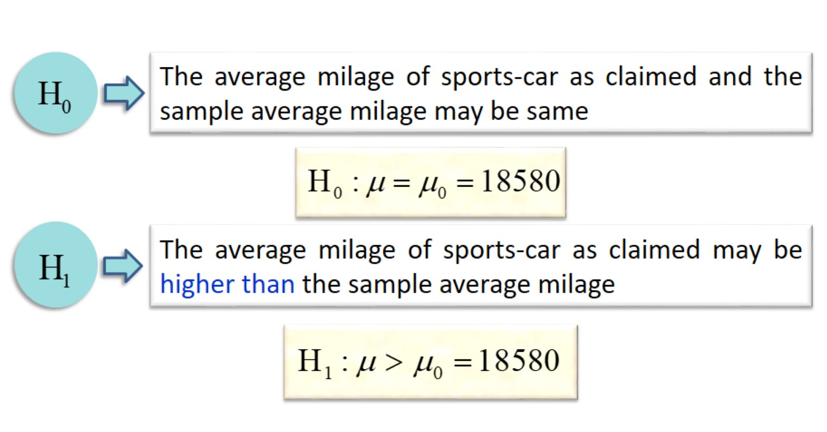 H₀
The average milage of sports-car as claimed and the
sample average milage may be same
H₀ : μ = μ₀ = 18580
H₁
The average milage of sports-car as claimed may be
higher than the sample average milage
H₁ : μ > μ₀ = 18580